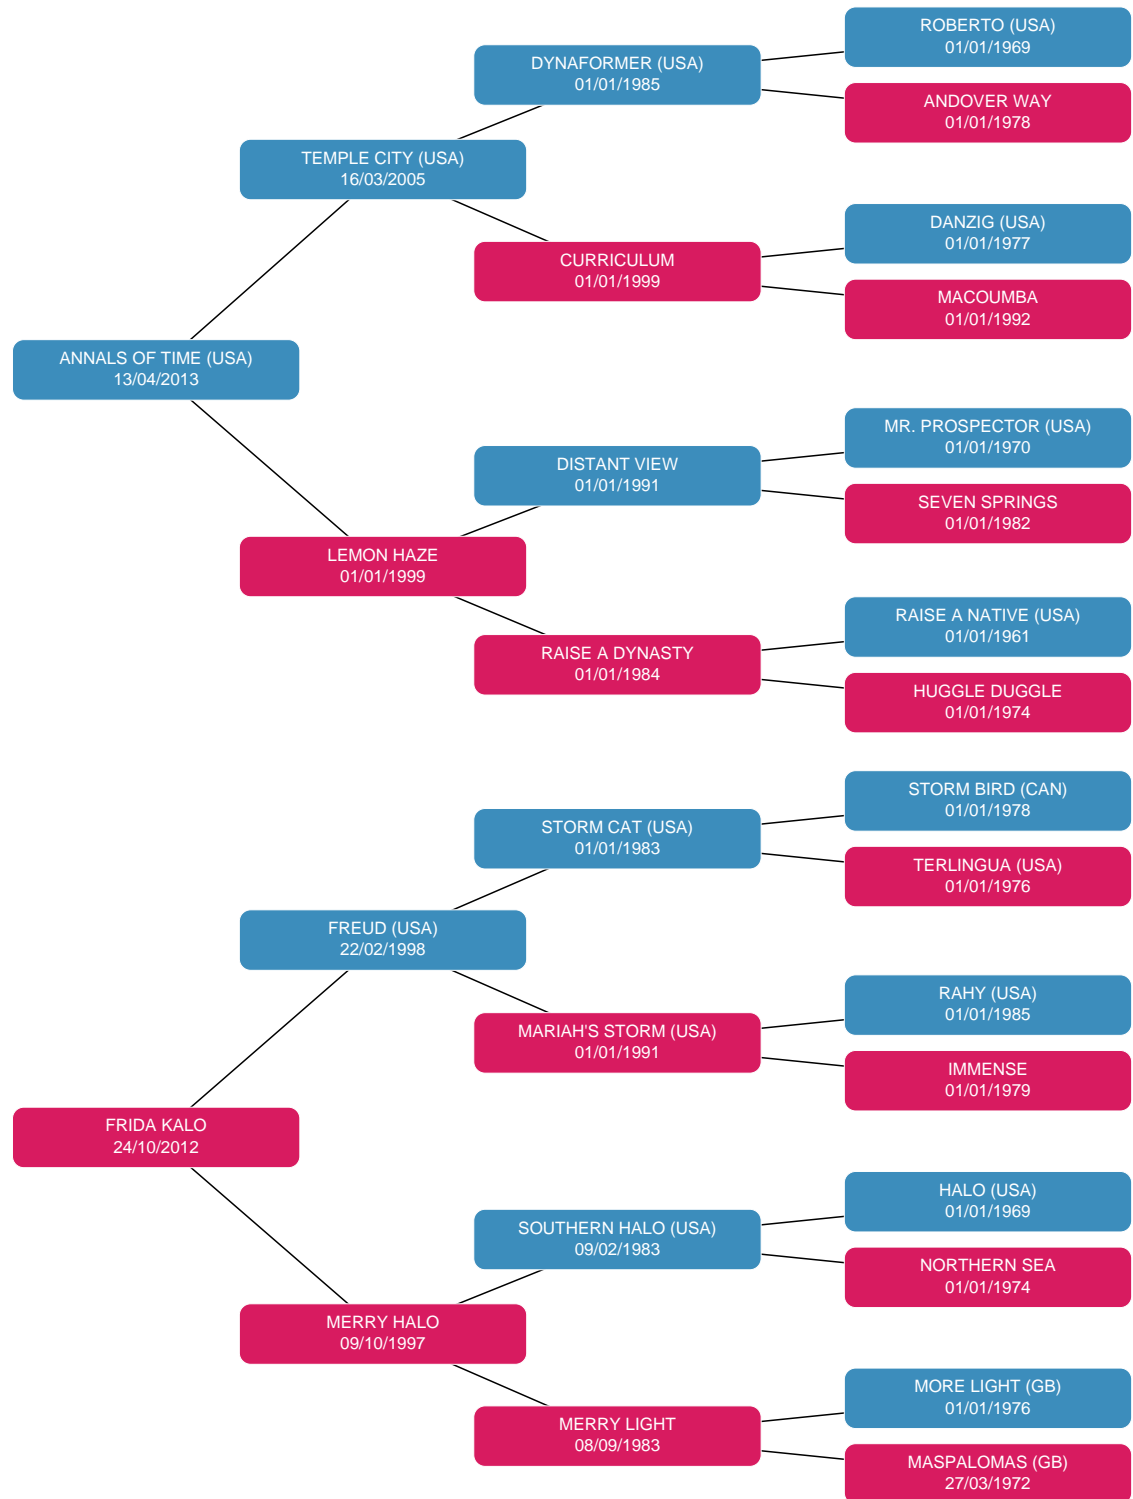 ROBERTO (USA)
01/01/1969
DYNAFORMER (USA)
01/01/1985
ANDOVER WAY
01/01/1978
TEMPLE CITY (USA)
16/03/2005
DANZIG (USA)
01/01/1977
CURRICULUM
01/01/1999
MACOUMBA
01/01/1992
ANNALS OF TIME (USA)
13/04/2013
MR. PROSPECTOR (USA)
01/01/1970
DISTANT VIEW
01/01/1991
SEVEN SPRINGS
01/01/1982
LEMON HAZE
01/01/1999
RAISE A NATIVE (USA)
01/01/1961
RAISE A DYNASTY
01/01/1984
HUGGLE DUGGLE
01/01/1974
STORM BIRD (CAN)
01/01/1978
STORM CAT (USA)
01/01/1983
TERLINGUA (USA)
01/01/1976
FREUD (USA)
22/02/1998
RAHY (USA)
01/01/1985
MARIAH'S STORM (USA)
01/01/1991
IMMENSE
01/01/1979
FRIDA KALO
24/10/2012
HALO (USA)
01/01/1969
SOUTHERN HALO (USA)
09/02/1983
NORTHERN SEA
01/01/1974
MERRY HALO
09/10/1997
MORE LIGHT (GB)
01/01/1976
MERRY LIGHT
08/09/1983
MASPALOMAS (GB)
27/03/1972